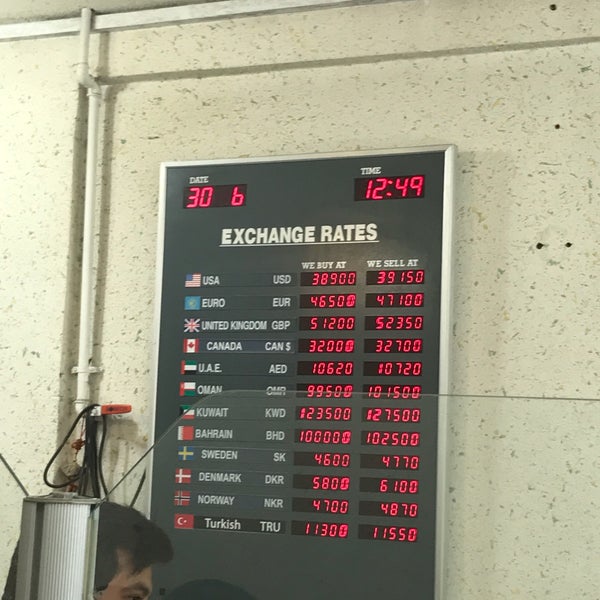 DATE TIME
30 6 12:49
EXCHANGE RATES
WE BUY AT WE SELL AT
USA USD 38900 39150
EURO EUR 46500 47100
UNITED KINGDOM GBP 51200 52350
CANADA CAN $ 32000 32700
U.A.E. AED 10620 10720
OMAN OMR 99500 101500
KUWAIT KWD 123500 127500
BAHRAIN BHD 100000 102500
SWEDEN SK 4600 4770
DENMARK DKR 5800 6100
NORWAY NKR 4700 4870
Turkish TRU 11300 11550